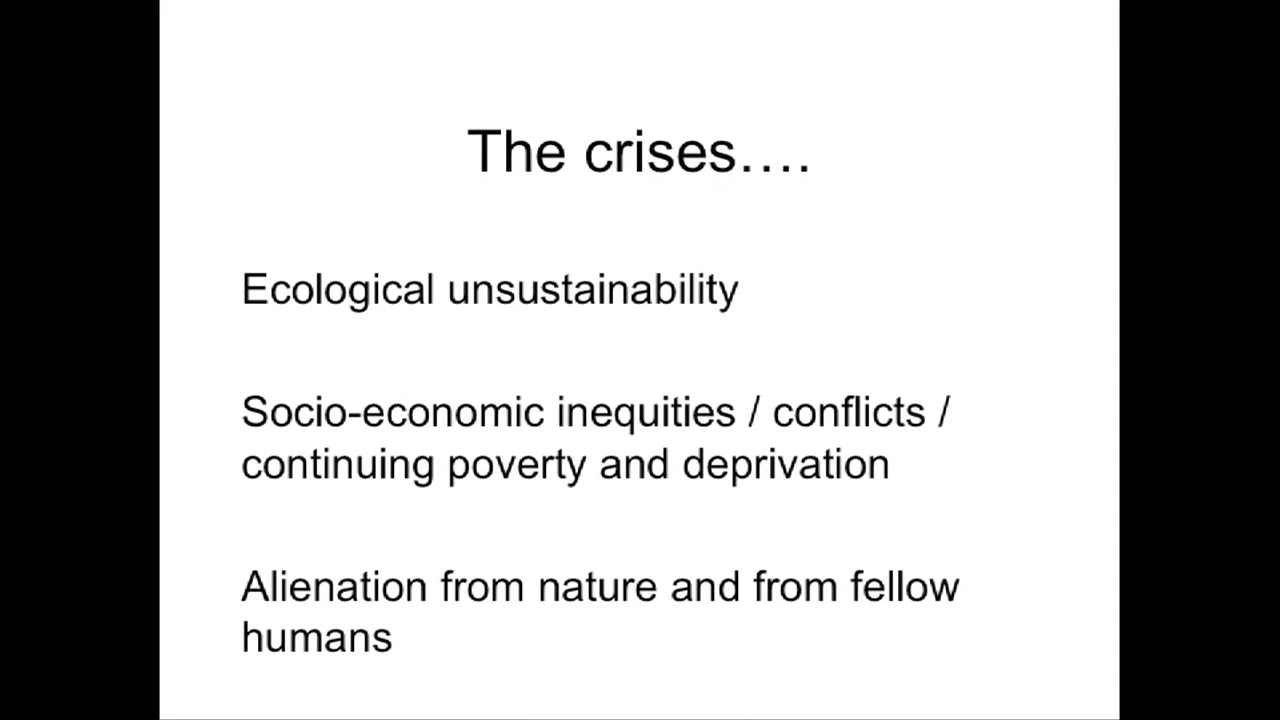 The crises….
Ecological unsustainability
Socio-economic inequities / conflicts /
continuing poverty and deprivation
Alienation from nature and from fellow
humans